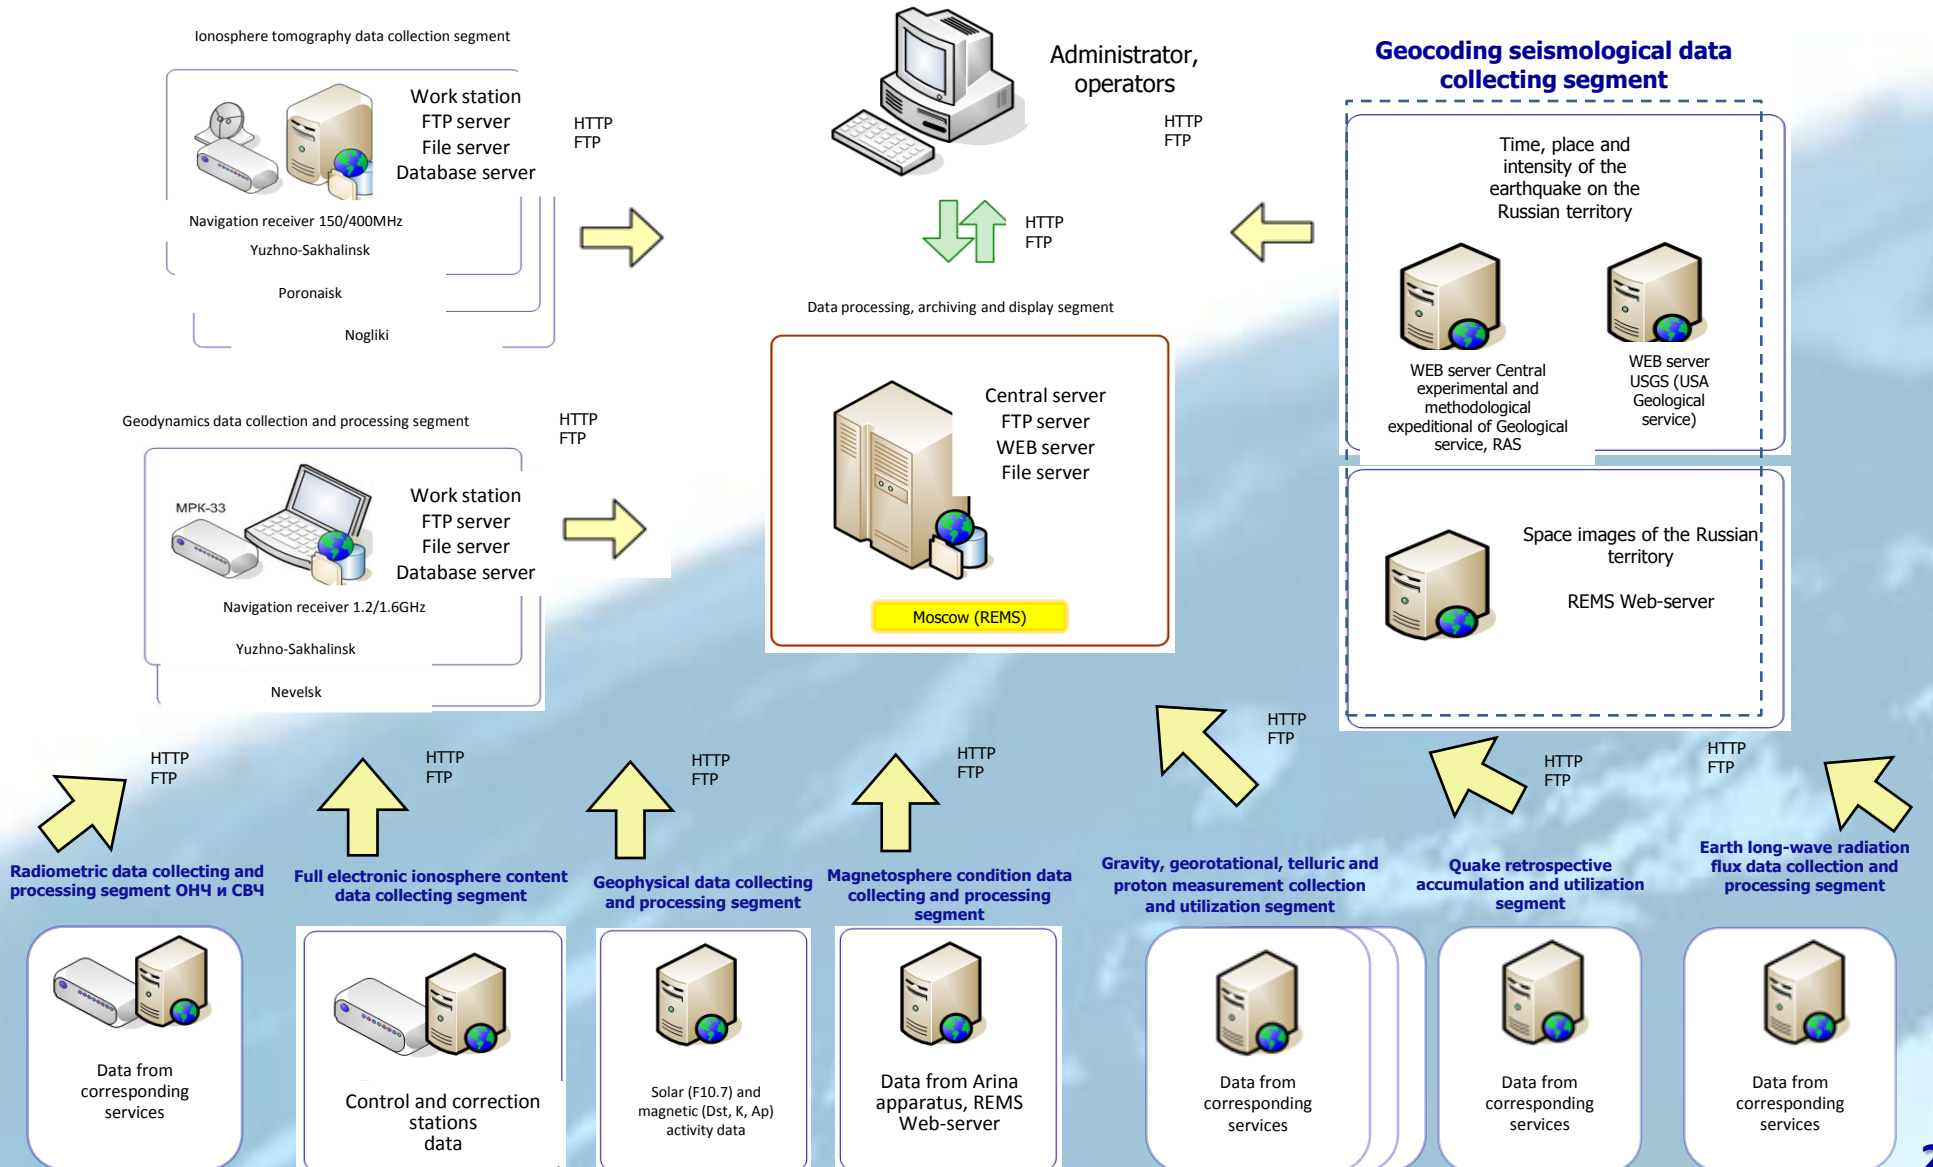 Ionosphere tomography data collection segment
Work station
FTP server
File server
Database server
Navigation receiver 150/400MHz
Yuzhno-Sakhalinsk
Poronaisk
Nogliki
HTTP
FTP
Administrator,
operators
HTTP
FTP
HTTP
FTP
Geocoding seismological data
collecting segment
Time, place and
intensity of the
earthquake on the
Russian territory
WEB server Central
experimental and
methodological
expeditional of Geological
service, RAS
WEB server
USGS (USA
Geological
service)
Space images of the Russian
territory
REMS Web-server
Data processing, archiving and display segment
Central server
FTP server
WEB server
File server
Moscow (REMS)
Geodynamics data collection and processing segment
HTTP
FTP
МРК-33
Work station
FTP server
File server
Database server
Navigation receiver 1.2/1.6GHz
Yuzhno-Sakhalinsk
Nevelsk
HTTP
FTP
HTTP
FTP
HTTP
FTP
HTTP
FTP
HTTP
FTP
HTTP
FTP
HTTP
FTP
Radiometric data collecting and
processing segment ОНЧ и СВЧ
Data from
corresponding
services
Full electronic ionosphere content
data collecting segment
Control and correction
stations
data
Geophysical data collecting
and processing segment
Solar (F10.7) and
magnetic (Dst, K, Ap)
activity data
Magnetosphere condition data
collecting and processing
segment
Data from Arina
apparatus, REMS
Web-server
Gravity, georotational, telluric and
proton measurement collection
and utilization segment
Data from
corresponding
services
Quake retrospective
accumulation and utilization
segment
Data from
corresponding
services
Earth long-wave radiation
flux data collection and
processing segment
Data from
corresponding
services